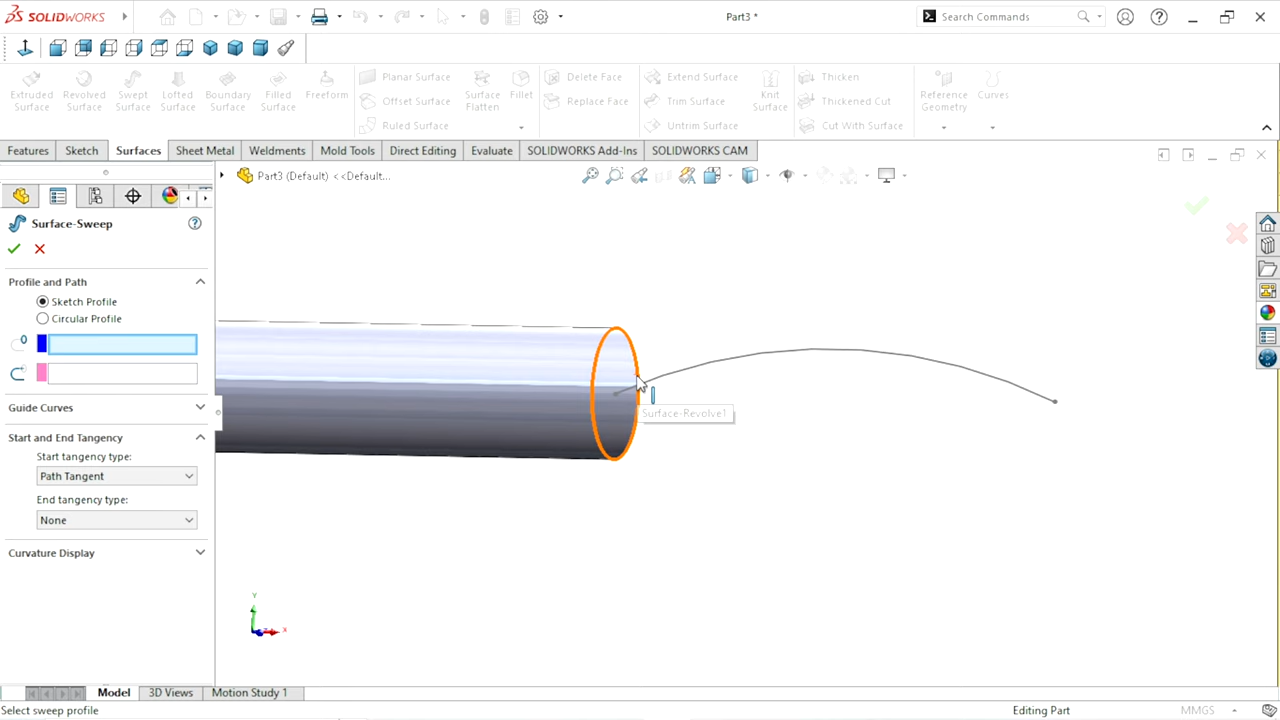 SOLIDWORKS
Part3 *
Search Commands
Extruded Surface
Revolved Surface
Swept Surface
Lofted Surface
Boundary Surface
Filled Surface
Freeform
Planar Surface
Offset Surface
Ruled Surface
Surface Flatten
Fillet
Delete Face
Replace Face
Extend Surface
Trim Surface
Untrim Surface
Knit Surface
Thicken
Thickened Cut
Cut With Surface
Reference Geometry
Curves
Features
Sketch
Surfaces
Sheet Metal
Weldments
Mold Tools
Direct Editing
Evaluate
SOLIDWORKS Add-Ins
SOLIDWORKS CAM
Part3 (Default) <<Default...
Surface-Sweep
Profile and Path
Sketch Profile
Circular Profile
Guide Curves
Start and End Tangency
Start tangency type:
Path Tangent
End tangency type:
None
Curvature Display
Surface-Revolve1
Y
X
Z
Model
3D Views
Motion Study 1
Select sweep profile
Editing Part
MMGS